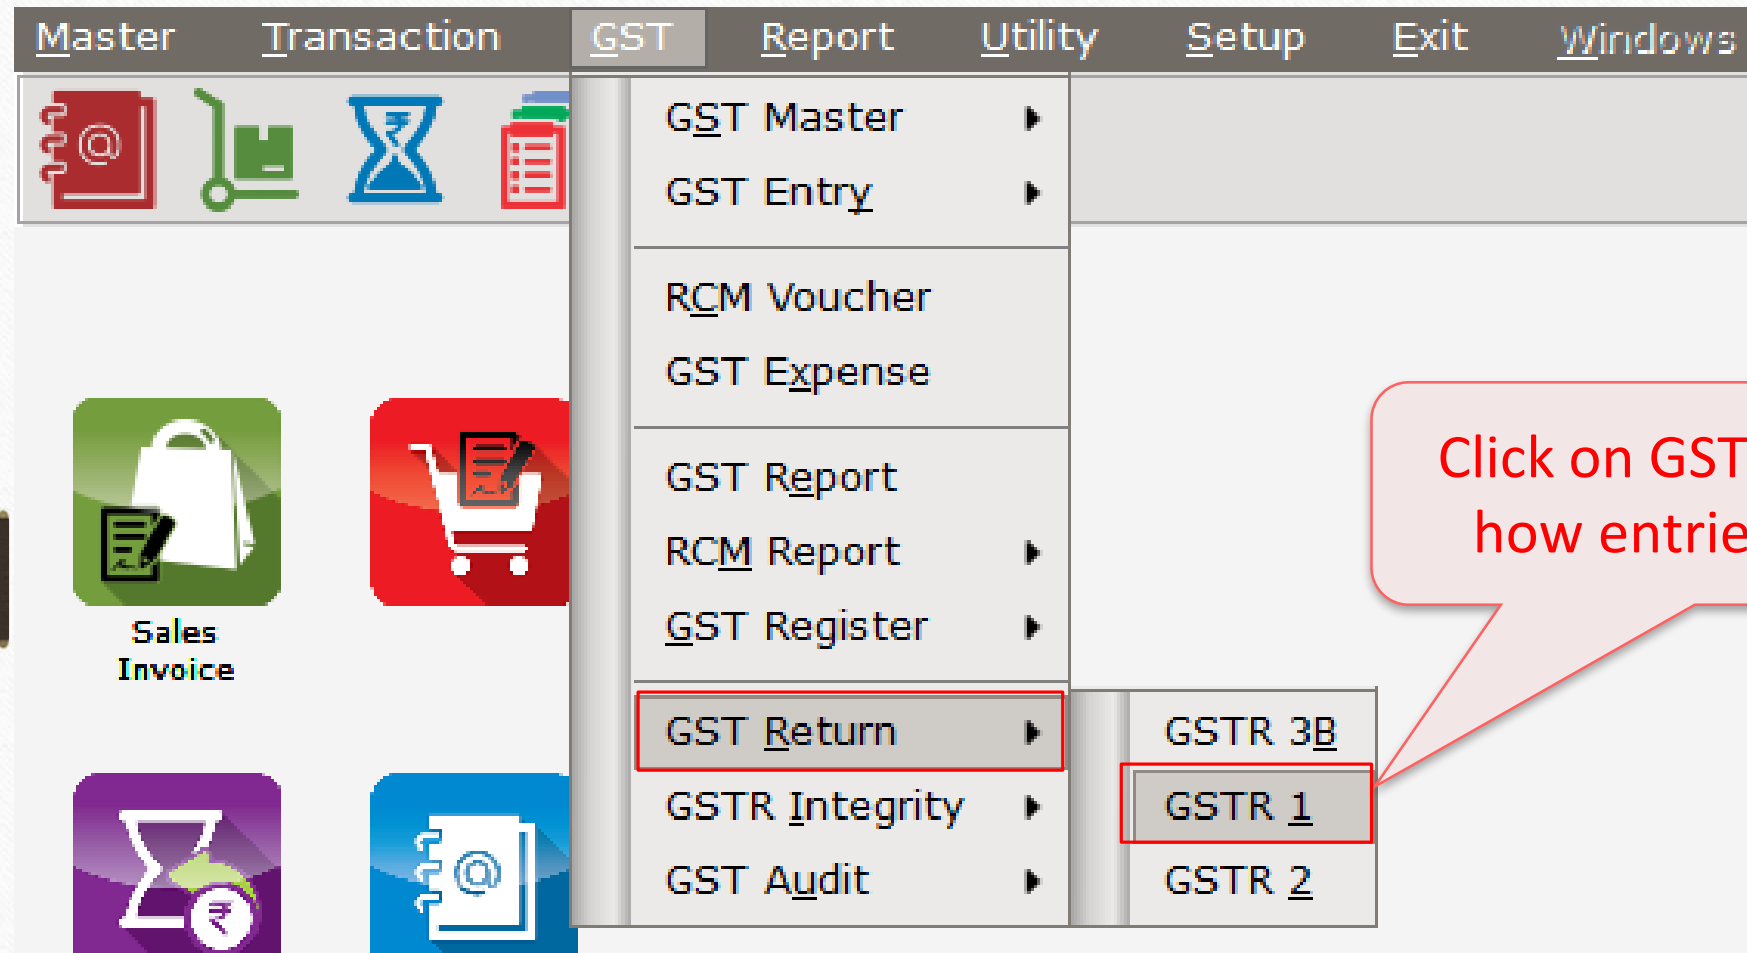 Master Transaction GST Report Utility Setup Exit Windows
GST Master
GST Entry
RCM Voucher
GST Expense
GST Report
RCM Report
GST Register
GST Return
GSTR Integrity
GST Audit
GSTR 3B
GSTR 1
GSTR 2
Click on GST
how entrie
Sales
Invoice